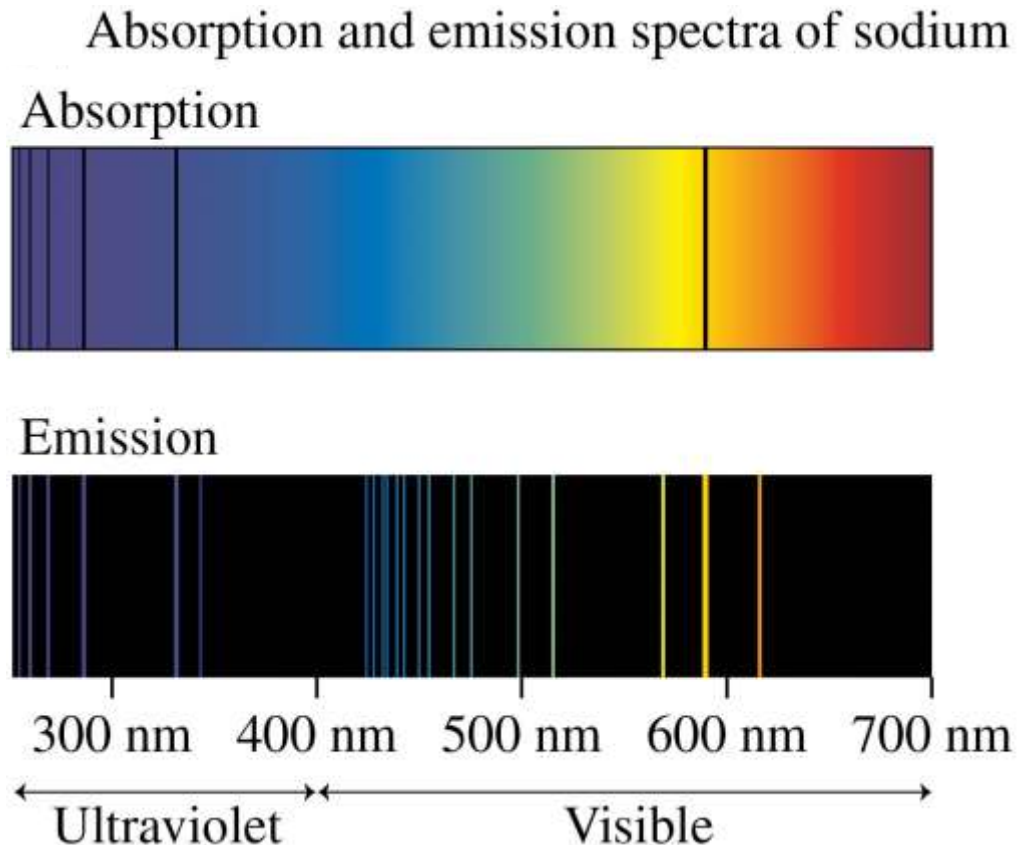 Absorption and emission spectra of sodium
Absorption
Emission
300 nm 400 nm 500 nm 600 nm 700 nm
Ultraviolet Visible